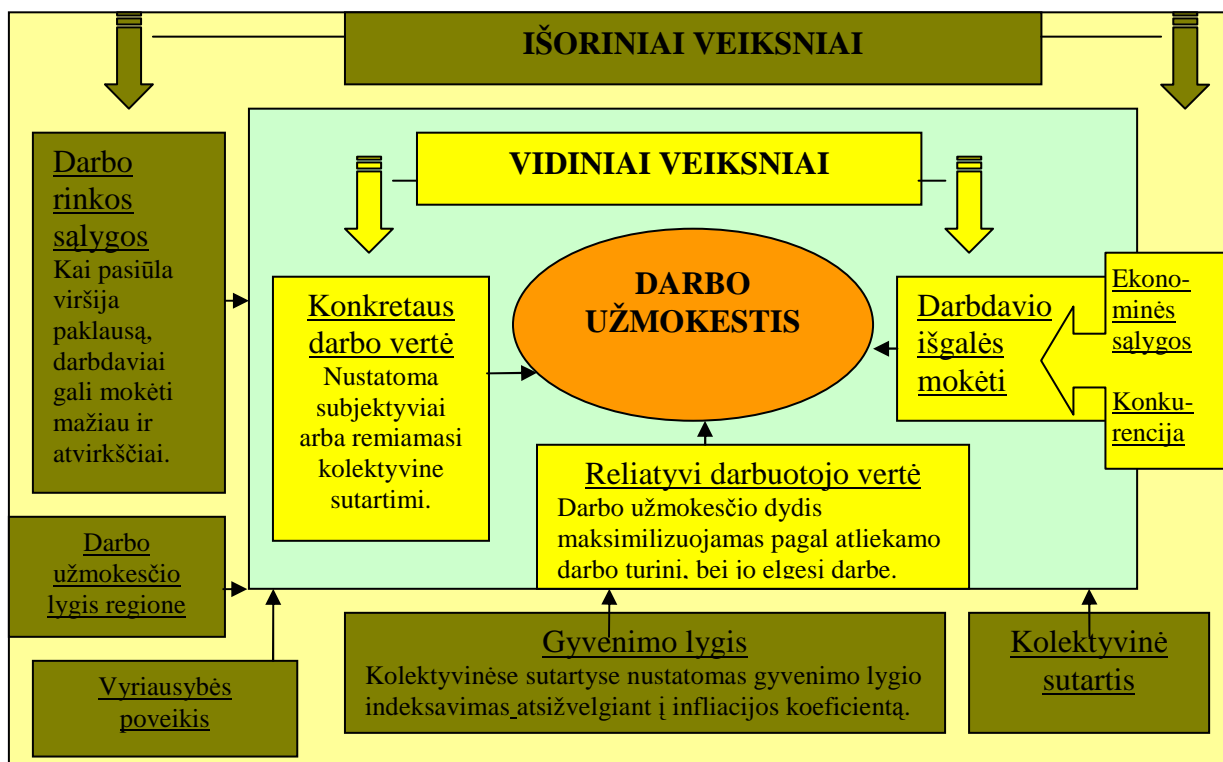 IŠORINIAI VEIKSNIAI
VIDINIAI VEIKSNIAI
Darbo
rinkos
sąlygos
Kai pasiūla
viršija
paklausą,
darbdaviai
gali mokėti
mažiau ir
atvirkščiai.
Konkretaus
darbo vertė
Nustatoma
subjektyviai
arba remiamasi
kolektyvine
sutartimi.
DARBO
UŽMOKESTIS
Darbdavio
išgalės
mokėti
Ekono-
minės
sąlygos
Konku-
rencija
Reliatyvi darbuotojo vertė
Darbo užmokesčio dydis
maksimilizuojamas pagal atliekamo
darbo turinį, bei jo elgesį darbe.
Darbo
užmokesčio
lygis regione
Vyriausybės
poveikis
Gyvenimo lygis
Kolektyvinėse sutartyse nustatomas gyvenimo lygio
indeksavimas atsižvelgiant į infliacijos koeficientą.
Kolektyvinė
sutartis